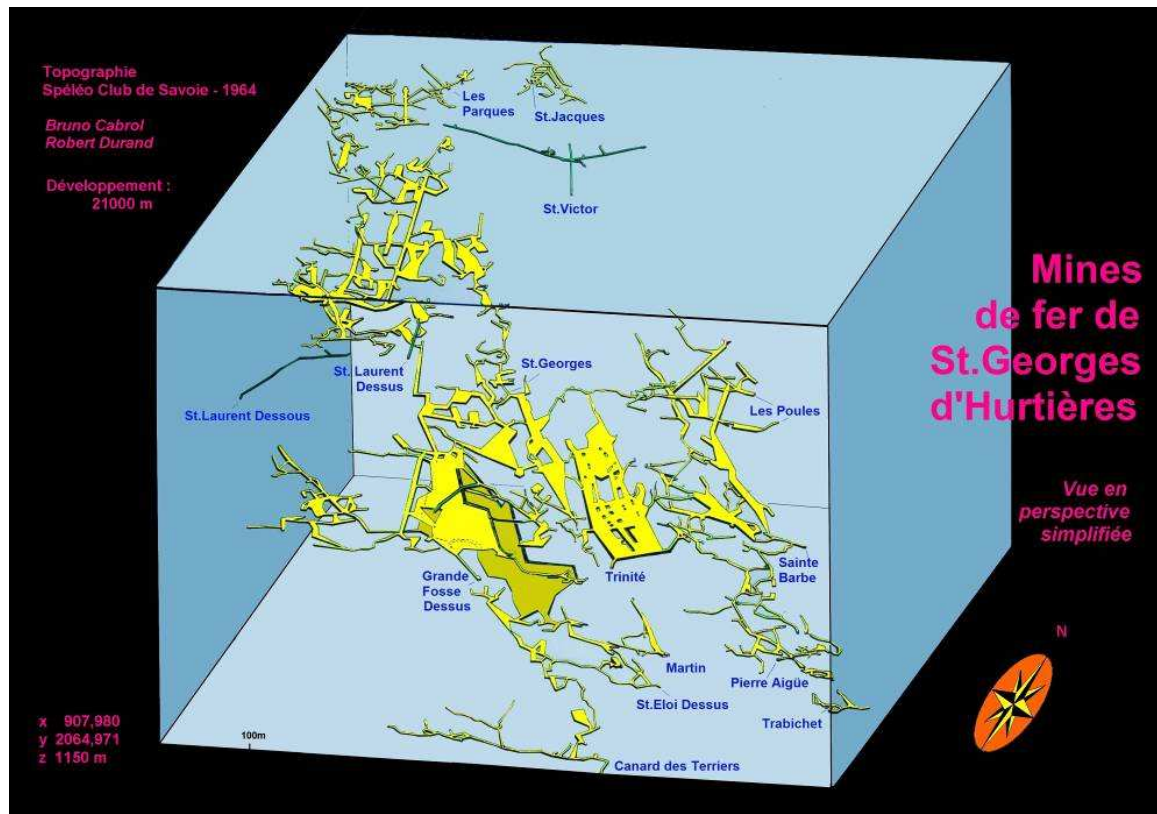 Topographie
Spéléo Club de Savoie - 1964
Bruno Cabrol
Robert Durand
Développement :
21000 m
Les
Parques
St.Jacques
St.Victor
Mines
de fer de
St.Georges
d'Hurtières
Vue en
perspective
simplifiée
St. Laurent
Dessus
St.Georges
St.Laurent Dessous
Les Poules
Grande
Fosse
Dessus
Trinité
Sainte
Barbe
Martin
Pierre Aigüe
St.Eloi Dessus
Trabichet
Canard des Terriers
N
x 907,980
y 2064,971
z 1150 m
100m